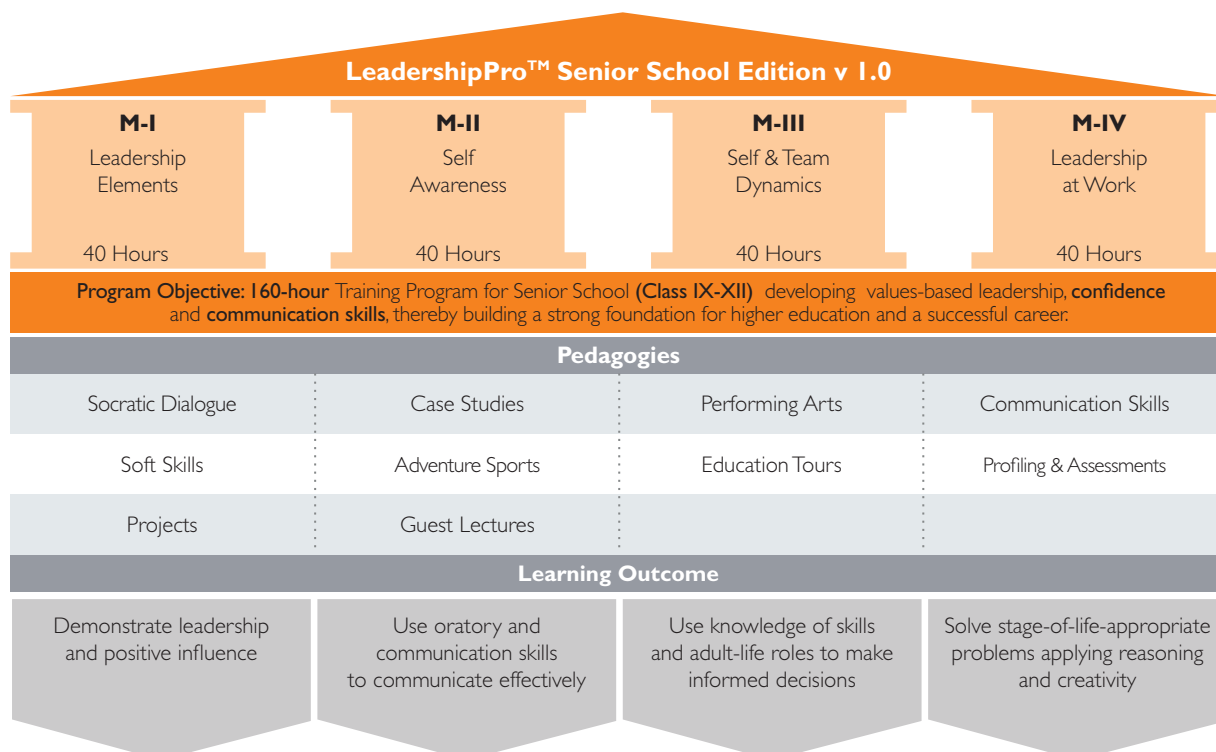 LeadershipPro™ Senior School Edition v 1.0
M-I
Leadership
Elements
40 Hours
M-II
Self
Awareness
40 Hours
M-III
Self & Team
Dynamics
40 Hours
M-IV
Leadership
at Work
40 Hours
Program Objective: 160-hour Training Program for Senior School (Class IX-XII) developing values-based leadership, confidence
and communication skills, thereby building a strong foundation for higher education and a successful career.
Pedagogies
Socratic Dialogue
Case Studies
Performing Arts
Communication Skills
Soft Skills
Adventure Sports
Education Tours
Profiling & Assessments
Projects
Guest Lectures
Learning Outcome
Demonstrate leadership
and positive influence
Use oratory and
communication skills
to communicate effectively
Use knowledge of skills
and adult-life roles to make
informed decisions
Solve stage-of-life-appropriate
problems applying reasoning
and creativity